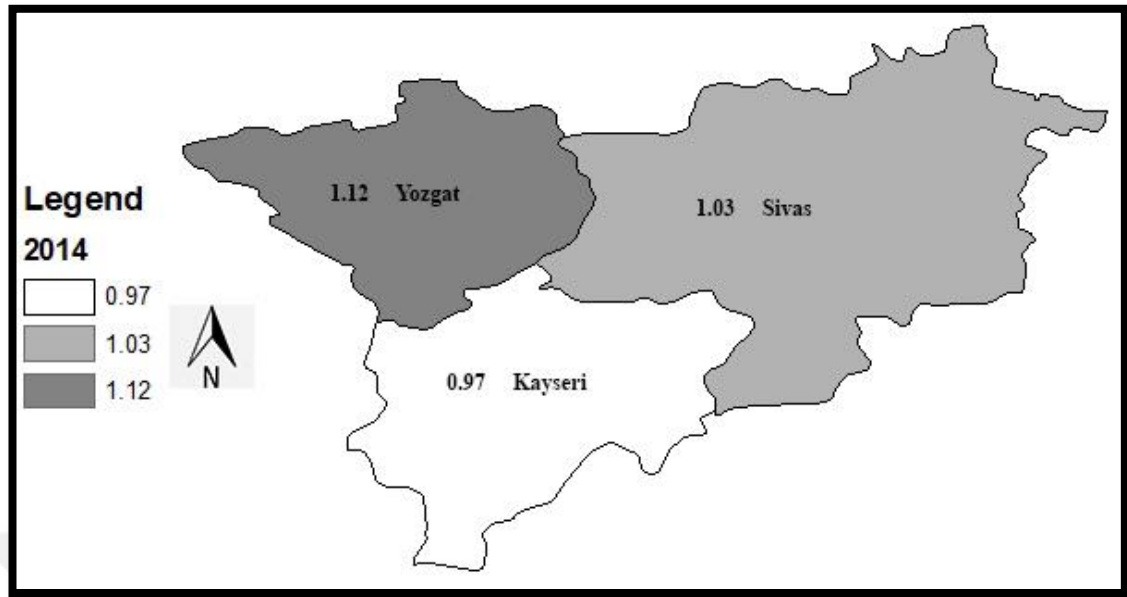 Legend
2014
0.97
1.03
1.12
N
1.12 Yozgat
1.03 Sivas
0.97 Kayseri